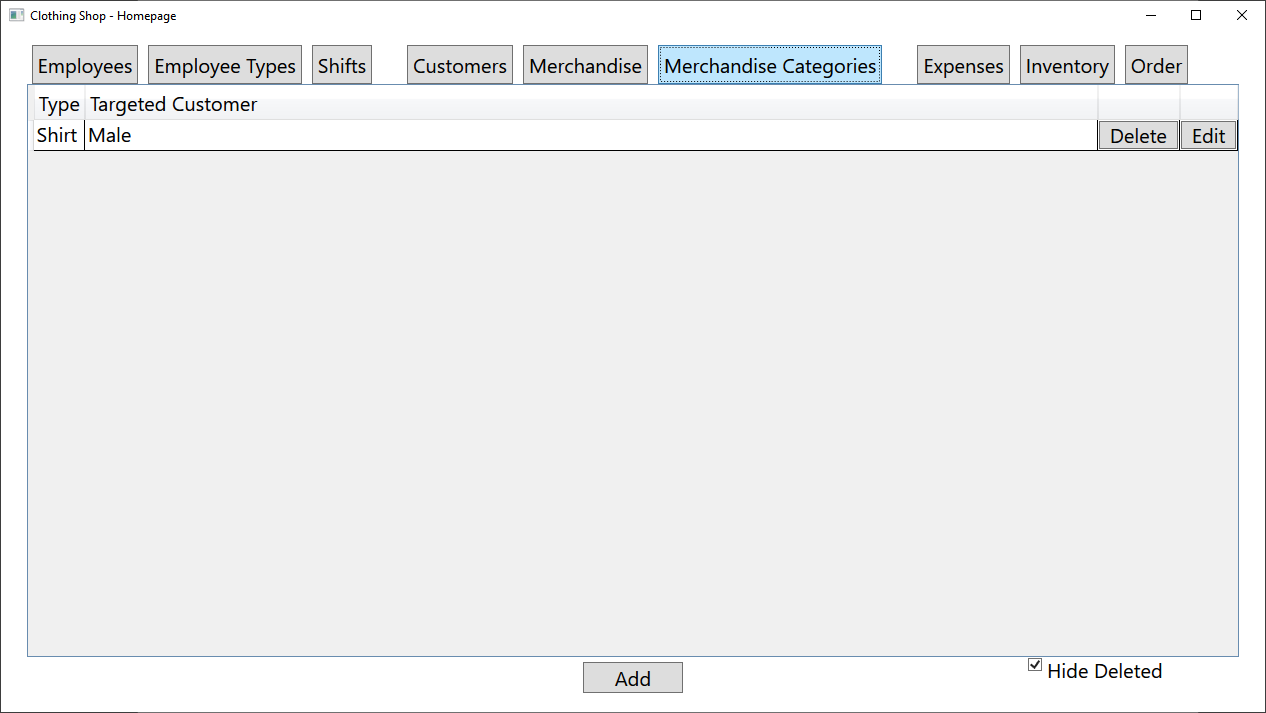 Clothing Shop - Homepage
Employees Employee Types Shifts Customers Merchandise Merchandise Categories Expenses Inventory Order
Type Targeted Customer
Shirt Male Delete Edit
Add Hide Deleted